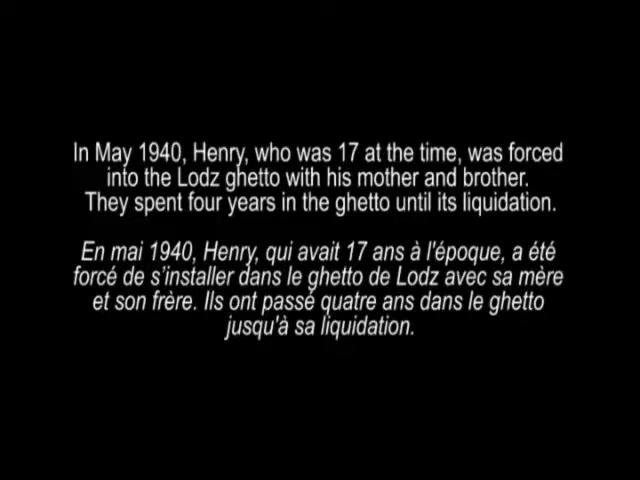 In May 1940, Henry, who was 17 at the time, was forced
into the Lodz ghetto with his mother and brother.
They spent four years in the ghetto until its liquidation.
En mai 1940, Henry, qui avait 17 ans à l'époque, a été
forcé de s’installer dans le ghetto de Lodz avec sa mère
et son frère. Ils ont passé quatre ans dans le ghetto
jusqu'à sa liquidation.